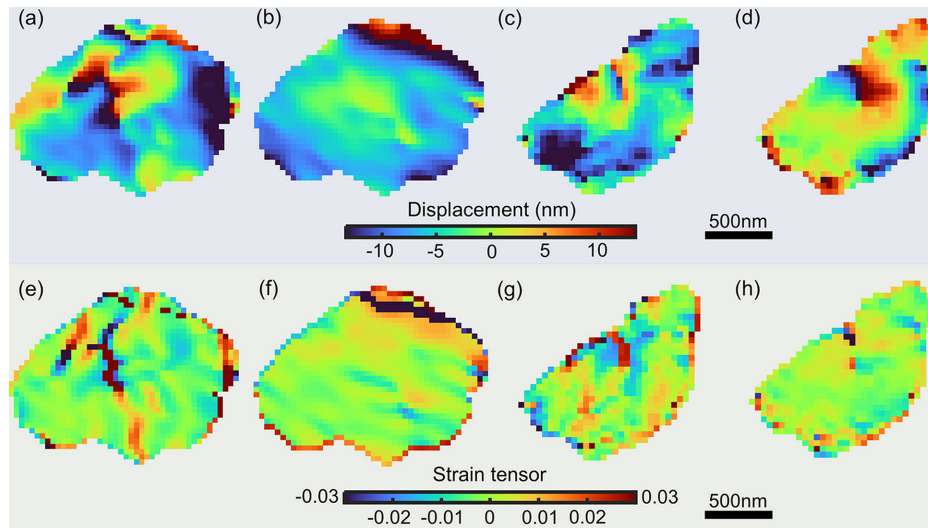 (a) (b) (c) (d)
Displacement (nm)
-10 -5 0 5 10
500nm
(e) (f) (g) (h)
Strain tensor
-0.03 0.03
-0.02 -0.01 0 0.01 0.02
500nm